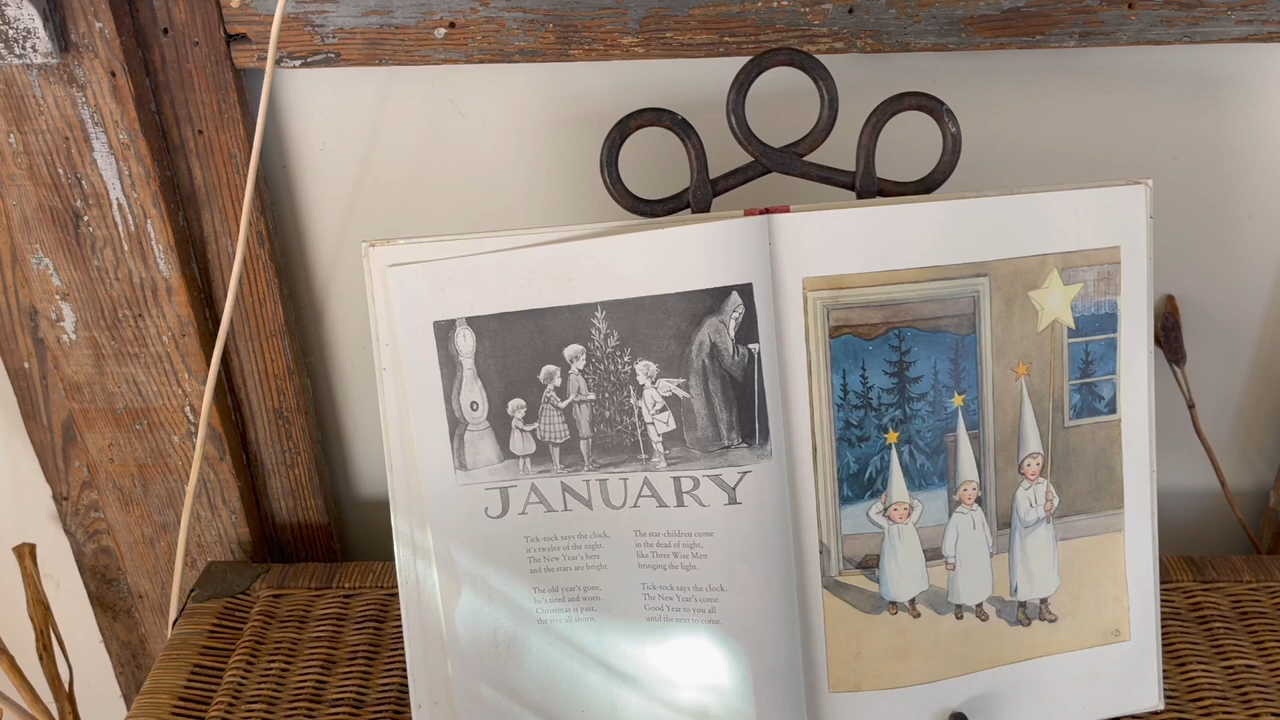 JANUARY
Tick-tock says the clock,
it's twelve of the night.
The New Year's here
and the stars are bright.
The old year's gone,
he's tired and worn.
Christmas is past,
the tree all shorn.
The star-children come
in the dead of night,
like Three Wise Men
bringing the light.
Tick-tock says the clock.
The New Year's come.
Good Year to you all
until the next to come.